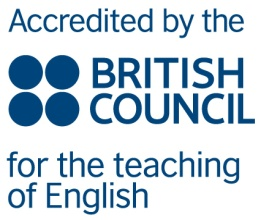 Accredited by the
BRITISH
COUNCIL
for the teaching
of English